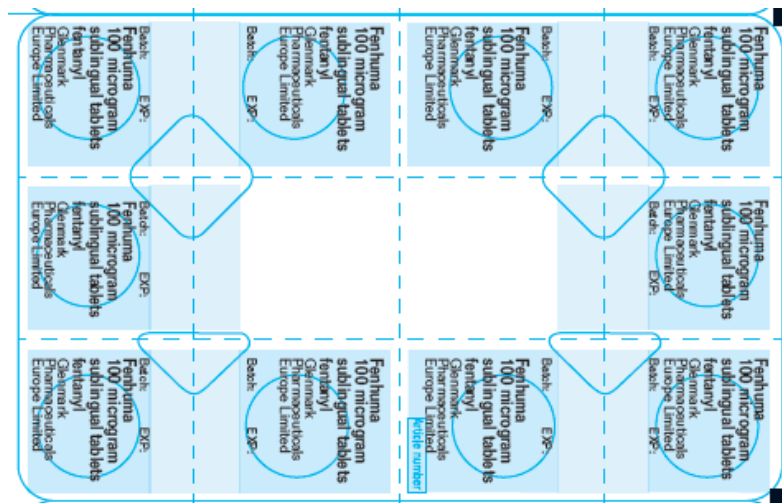 Batch: EXP:
Fenhuma
100 microgram
sublingual tablets
fentanyl
Glenmark
Pharmaceuticals
Europe Limited
Fenhuma
100 microgram
sublingual tablets
fentanyl
Glenmark
Pharmaceuticals
Europe Limited
Batch: EXP:
Batch: EXP:
Fenhuma
100 microgram
sublingual tablets
fentanyl
Glenmark
Pharmaceuticals
Europe Limited
Fenhuma
100 microgram
sublingual tablets
fentanyl
Glenmark
Pharmaceuticals
Europe Limited
Batch: EXP:
Batch: EXP:
Fenhuma
100 microgram
sublingual tablets
fentanyl
Glenmark
Pharmaceuticals
Europe Limited
Fenhuma
100 microgram
sublingual tablets
fentanyl
Glenmark
Pharmaceuticals
Europe Limited
Batch: EXP:
Batch: EXP:
Fenhuma
100 microgram
sublingual tablets
fentanyl
Glenmark
Pharmaceuticals
Europe Limited
Fenhuma
100 microgram
sublingual tablets
fentanyl
Glenmark
Pharmaceuticals
Europe Limited
Batch: EXP:
Batch: EXP:
Fenhuma
100 microgram
sublingual tablets
fentanyl
Glenmark
Pharmaceuticals
Europe Limited
Article number
Fenhuma
100 microgram
sublingual tablets
fentanyl
Glenmark
Pharmaceuticals
Europe Limited
Batch: EXP: